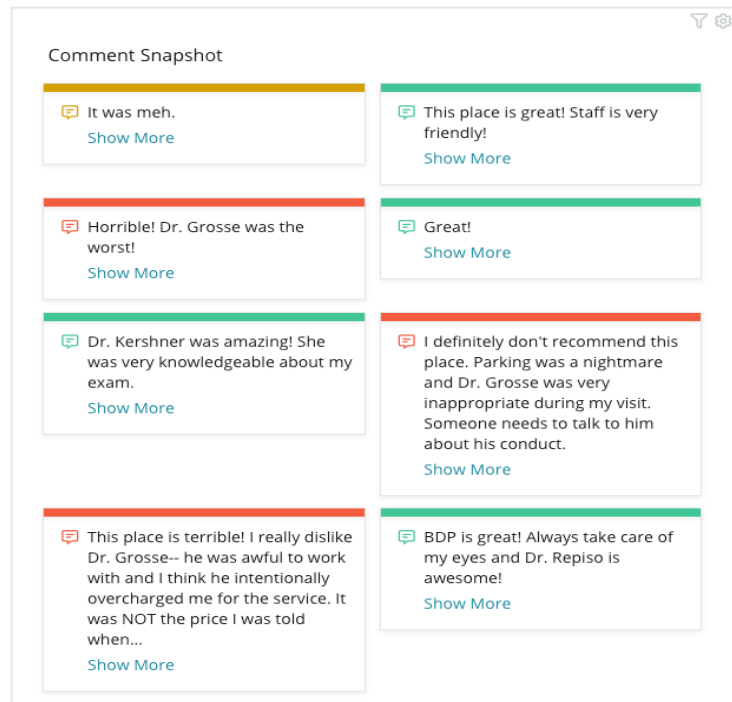 Comment Snapshot
It was meh.
Show More
This place is great! Staff is very
friendly!
Show More
Horrible! Dr. Grosse was the
worst!
Show More
Great!
Show More
Dr. Kershner was amazing! She
was very knowledgeable about my
exam.
Show More
I definitely don't recommend this
place. Parking was a nightmare
and Dr. Grosse was very
inappropriate during my visit.
Someone needs to talk to him
about his conduct.
Show More
This place is terrible! I really dislike
Dr. Grosse-- he was awful to work
with and I think he intentionally
overcharged me for the service. It
was NOT the price I was told
when...
Show More
BDP is great! Always take care of
my eyes and Dr. Repiso is
awesome!
Show More